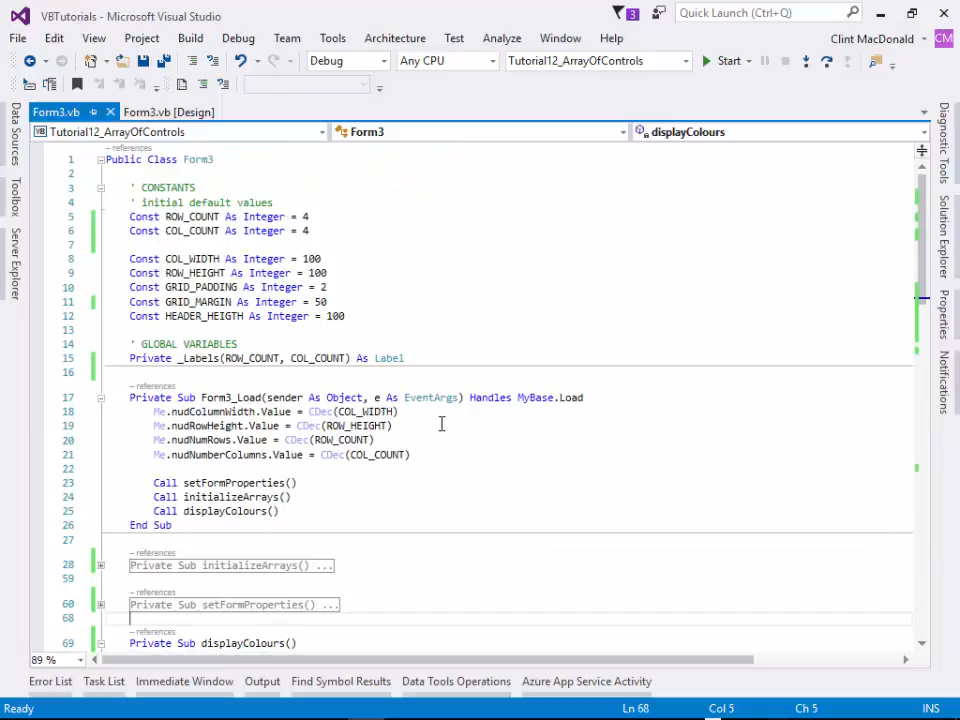 VBTutorials - Microsoft Visual Studio
3
Quick Launch (Ctrl+Q)
File Edit View Project Build Debug Team Tools Architecture Test Analyze Window Help
Clint MacDonald CM
Debug Any CPU Tutorial12_ArrayOfControls Start
Form3.vb Form3.vb [Design]
VB Tutorial12_ArrayOfControls Form3 displayColours
Data Sources
Toolbox
Server Explorer
Diagnostic Tools
Solution Explorer
Properties
Notifications
– references
1 Public Class Form3
2
3 ' CONSTANTS
4 ' initial default values
5 Const ROW_COUNT As Integer = 4
6 Const COL_COUNT As Integer = 4
7
8 Const COL_WIDTH As Integer = 100
9 Const ROW_HEIGHT As Integer = 100
10 Const GRID_PADDING As Integer = 2
11 Const GRID_MARGIN As Integer = 50
12 Const HEADER_HEIGTH As Integer = 100
13
14 ' GLOBAL VARIABLES
15 Private _Labels(ROW_COUNT, COL_COUNT) As Label
16
– references
17 Private Sub Form3_Load(sender As Object, e As EventArgs) Handles MyBase.Load
18 Me.nudColumnWidth.Value = CDec(COL_WIDTH)
19 Me.nudRowHeight.Value = CDec(ROW_HEIGHT)
20 Me.nudNumRows.Value = CDec(ROW_COUNT)
21 Me.nudNumberColumns.Value = CDec(COL_COUNT)
22
23 Call setFormProperties()
24 Call initializeArrays()
25 Call displayColours()
26 End Sub
27
– references
28 Private Sub initializeArrays() ...
59
– references
60 Private Sub setFormProperties() ...
68
– references
69 Private Sub displayColours()
89 %
Error List Task List Immediate Window Output Find Symbol Results Data Tools Operations Azure App Service Activity
Ready Ln 68 Col 5 Ch 5 INS